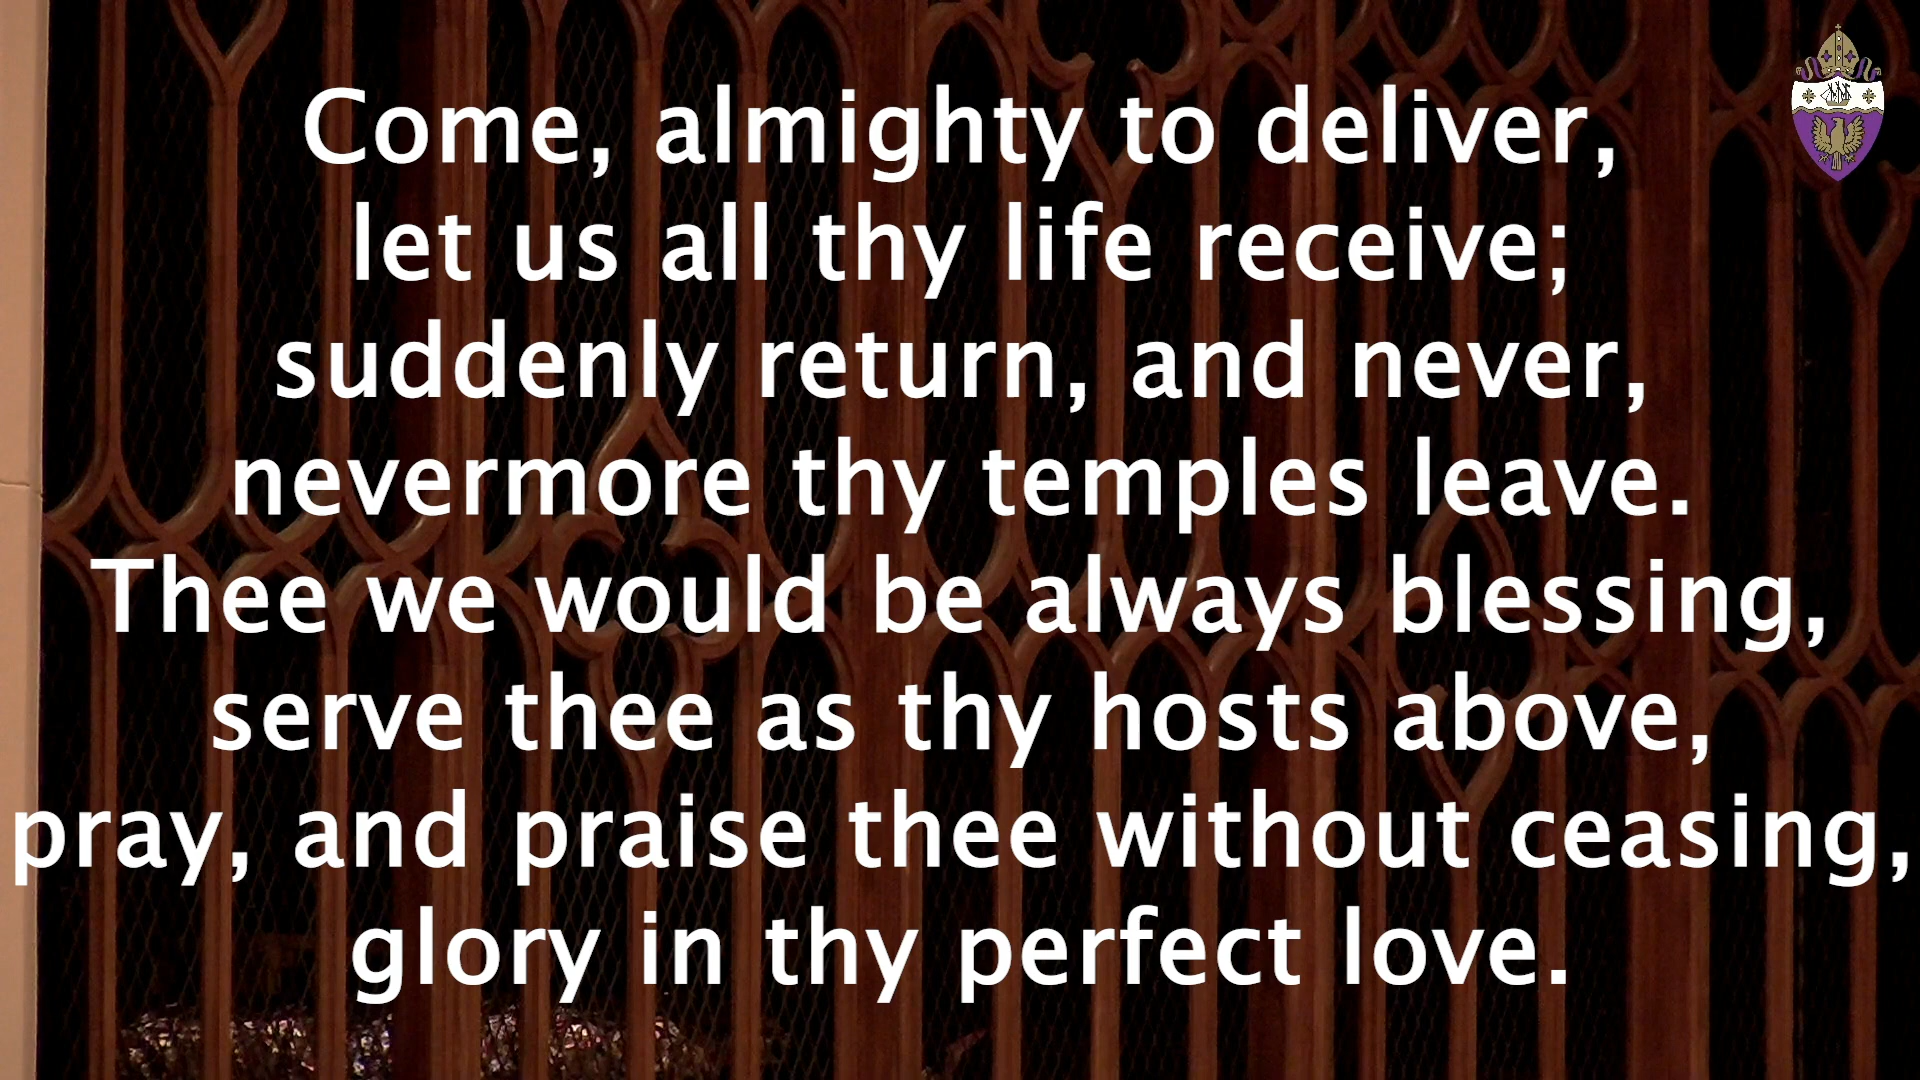 Come, almighty to deliver,
let us all thy life receive;
suddenly return, and never,
nevermore thy temples leave.
Thee we would be always blessing,
serve thee as thy hosts above,
pray, and praise thee without ceasing,
glory in thy perfect love.